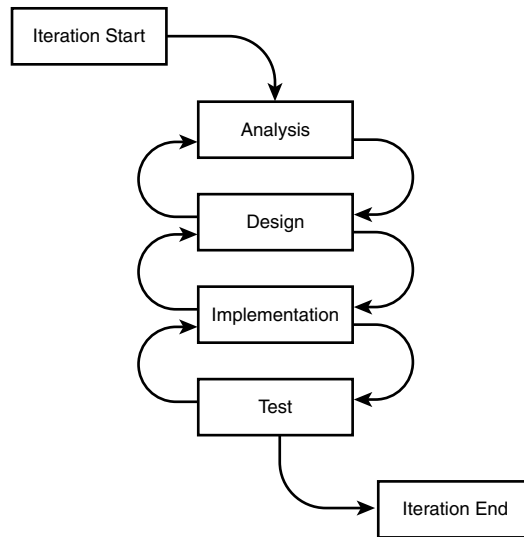 Iteration Start
Analysis
Design
Implementation
Test
Iteration End